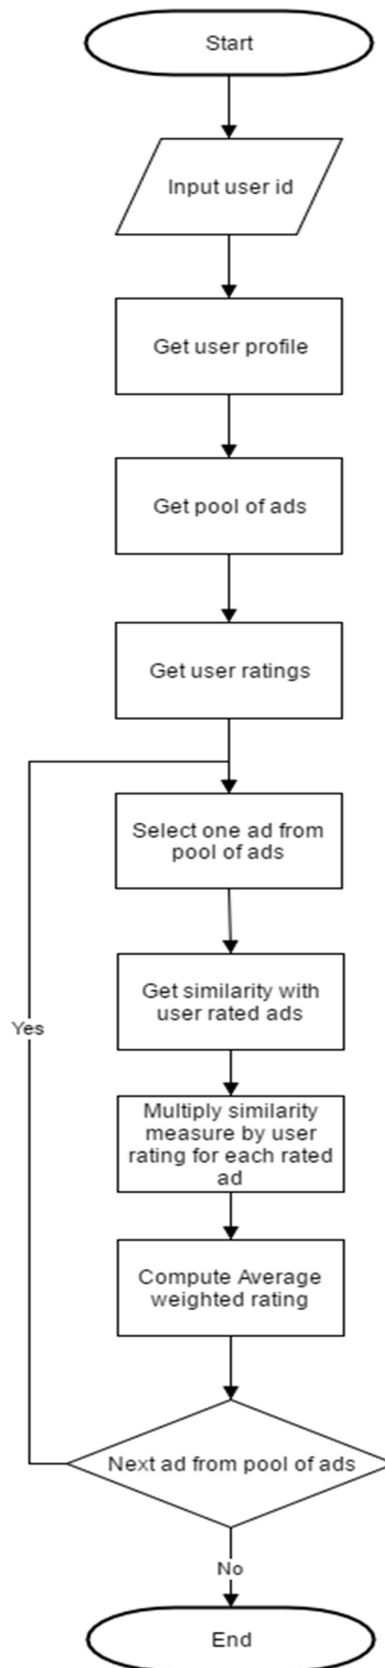 Start
Input user id
Get user profile
Get pool of ads
Get user ratings
Select one ad from
pool of ads
Get similarity with
user rated ads
Yes
Multiply similarity
measure by user
rating for each rated
ad
Compute Average
weighted rating
Next ad from pool of ads
No
End